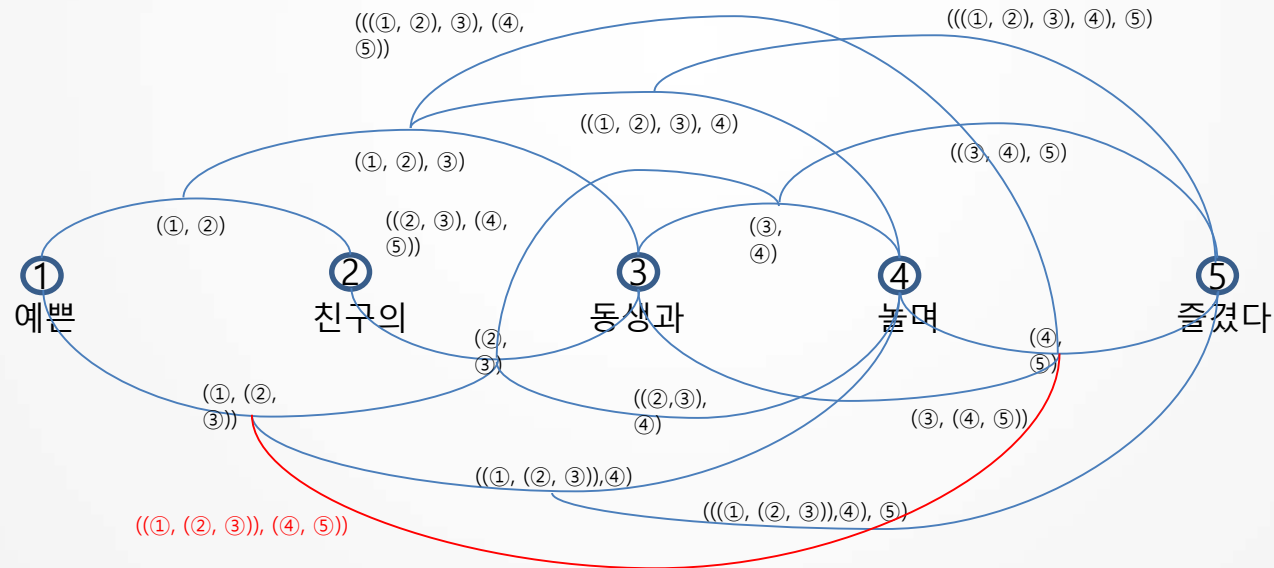 (((①, ②), ③), (④,
⑤))
(((①, ②), ③), ④), ⑤)
((①, ②), ③), ④)
((③, ④), ⑤)
(①, ②), ③)
(①, ②)
((②, ③), (④,
⑤))
(③,
④)
1
2
3
4
5
예쁜
친구의
동생과
놀며
즐겼다
(②,
③)
(④,
⑤)
(①, (②,
③))
((②,③),
④)
(③, (④, ⑤))
((①, (②, ③)),④)
(((①, (②, ③)),④), ⑤)
((①, (②, ③)), (④, ⑤))